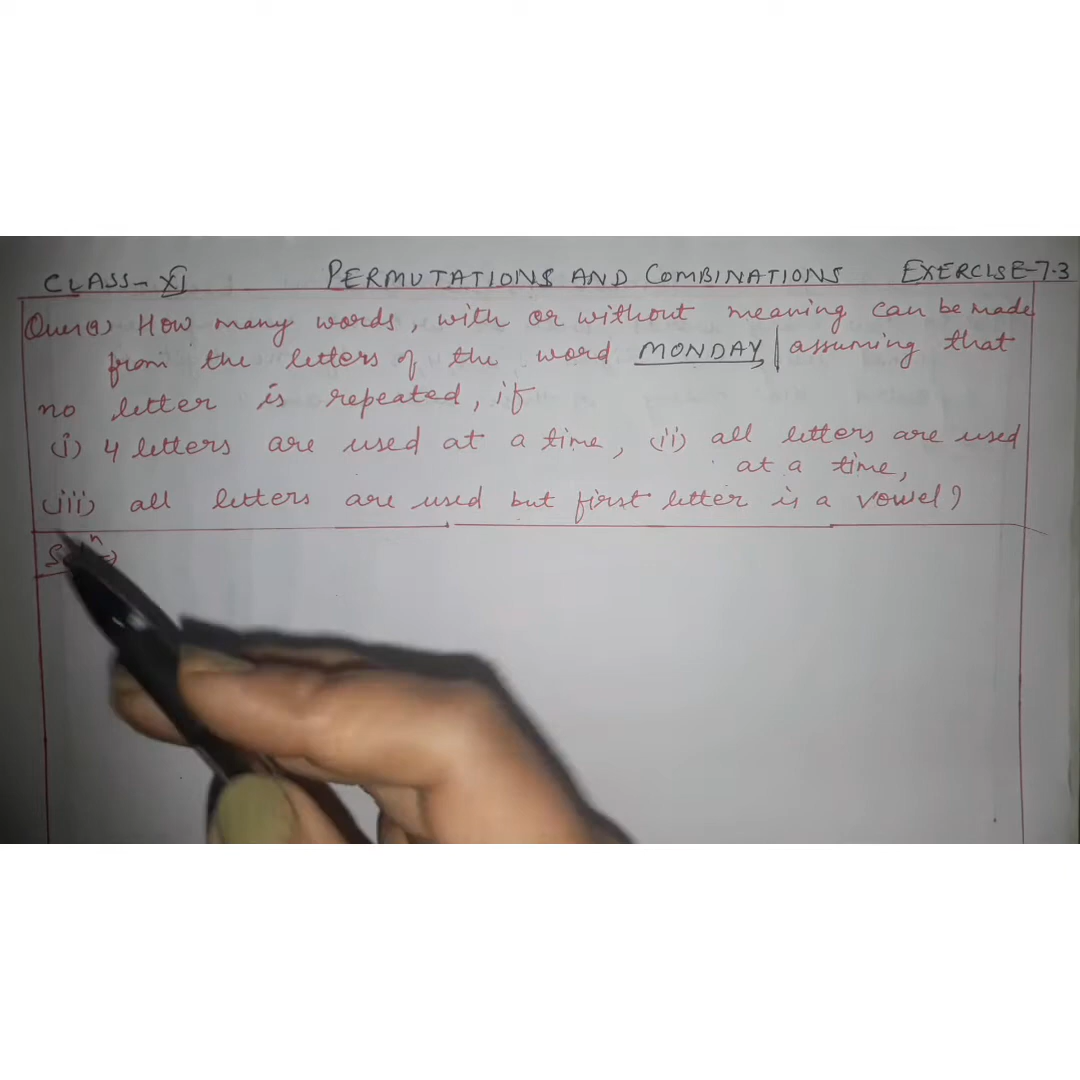 CLASS-XI PERMUTATIONS AND COMBINATIONS EXERCISE-7.3
Ques(9) How many words, with or without meaning can be made
from the letters of the word MONDAY, assuming that
no letter is repeated, if
(i) 4 letters are used at a time, (ii) all letters are used
at a time,
(iii) all letters are used but first letter is a vowel?